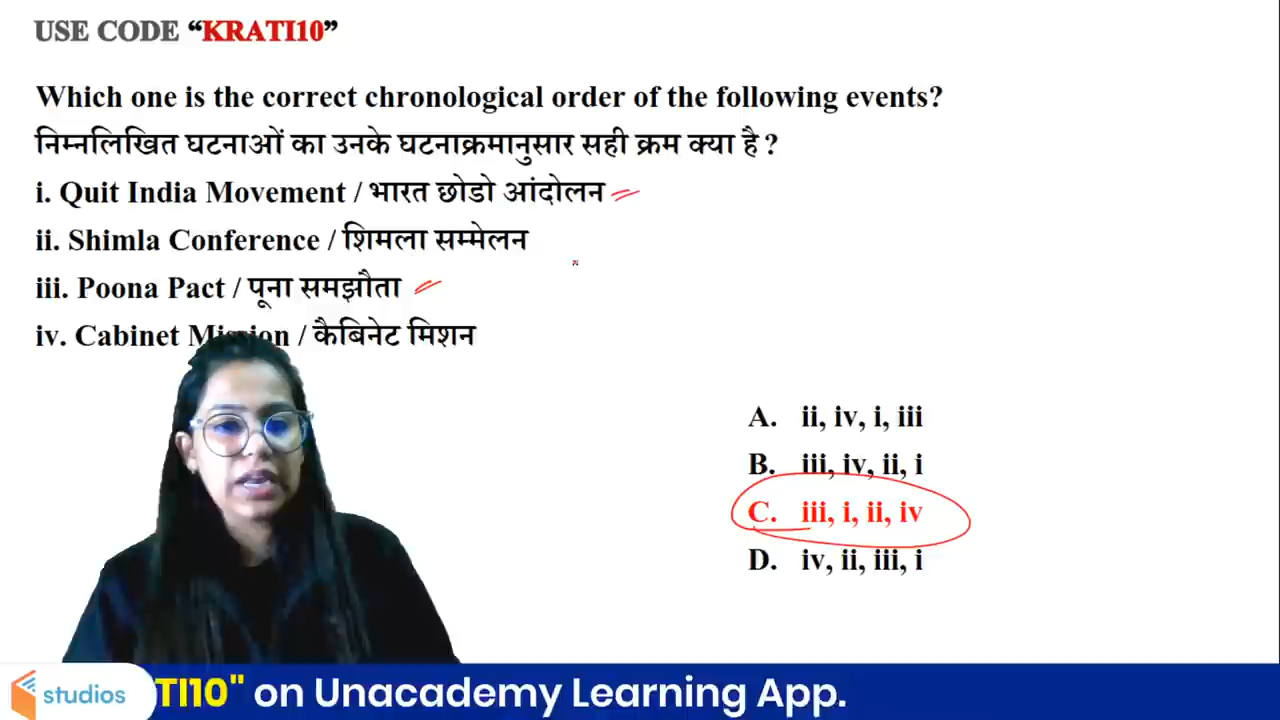 USE CODE “KRATI10”
Which one is the correct chronological order of the following events?
निम्नलिखित घटनाओं का उनके घटनाक्रमानुसार सही क्रम क्या है ?
i. Quit India Movement / भारत छोडो आंदोलन
ii. Shimla Conference / शिमला सम्मेलन
iii. Poona Pact / पूना समझौता
iv. Cabinet Mission / कैबिनेट मिशन
A. ii, iv, i, iii
B. iii, iv, ii, i
C. iii, i, ii, iv
D. iv, ii, iii, i
studios TI10" on Unacademy Learning App.